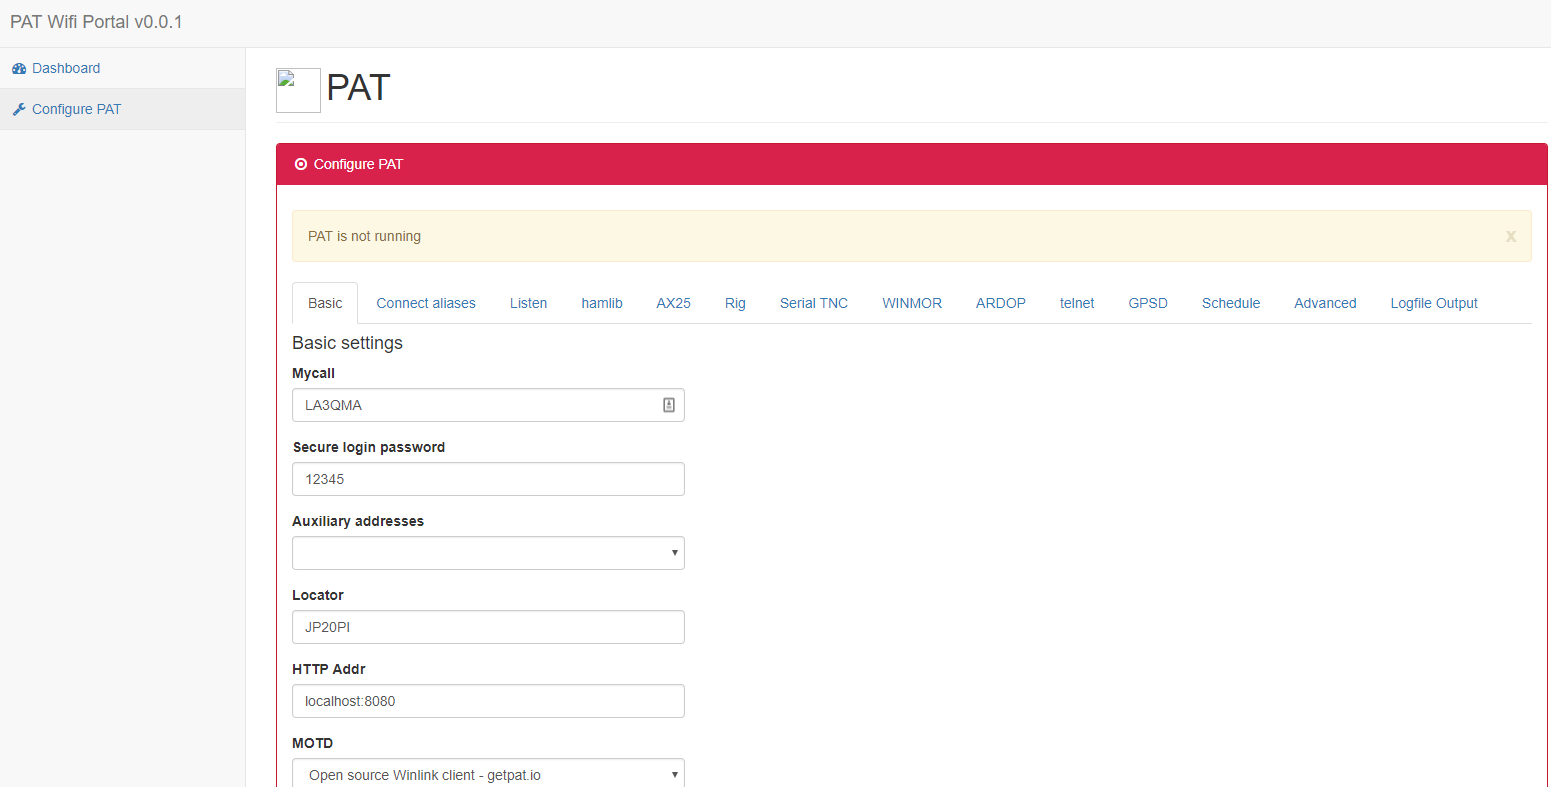 PAT Wifi Portal v0.0.1
Dashboard
Configure PAT
PAT
Configure PAT
PAT is not running
x
Basic Connect aliases Listen hamlib AX25 Rig Serial TNC WINMOR ARDOP telnet GPSD Schedule Advanced Logfile Output
Basic settings
Mycall
LA3QMA
Secure login password
12345
Auxiliary addresses
Locator
JP20PI
HTTP Addr
localhost:8080
MOTD
Open source Winlink client - getpat.io